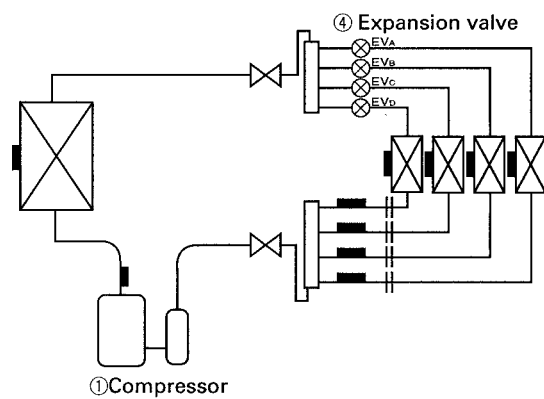 ④ Expansion valve
EVA
EVB
EVC
EVD
①Compressor